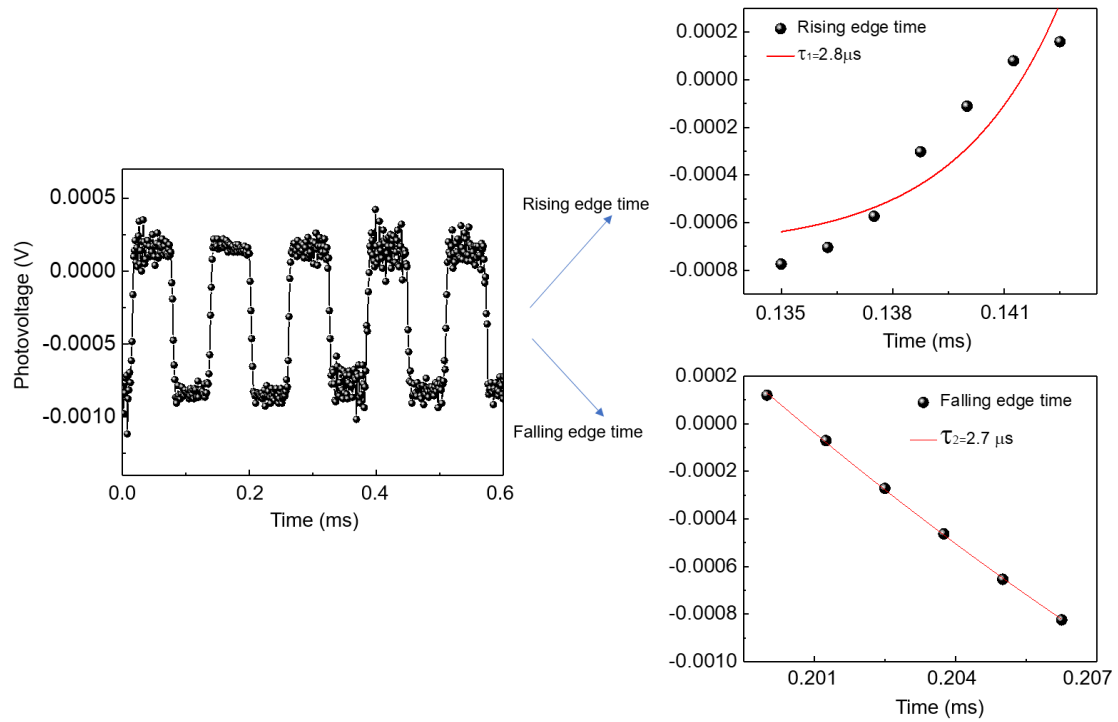 Photovoltage (V)
0.0005
0.0000
-0.0005
-0.0010
0.0
0.2
0.4
0.6
Time (ms)
Rising edge time
Falling edge time
Rising edge time
τ1=2.8μs
0.0002
0.0000
-0.0002
-0.0004
-0.0006
-0.0008
0.135
0.138
0.141
Time (ms)
Falling edge time
τ2=2.7 μs
0.0002
0.0000
-0.0002
-0.0004
-0.0006
-0.0008
-0.0010
0.201
0.204
0.207
Time (ms)